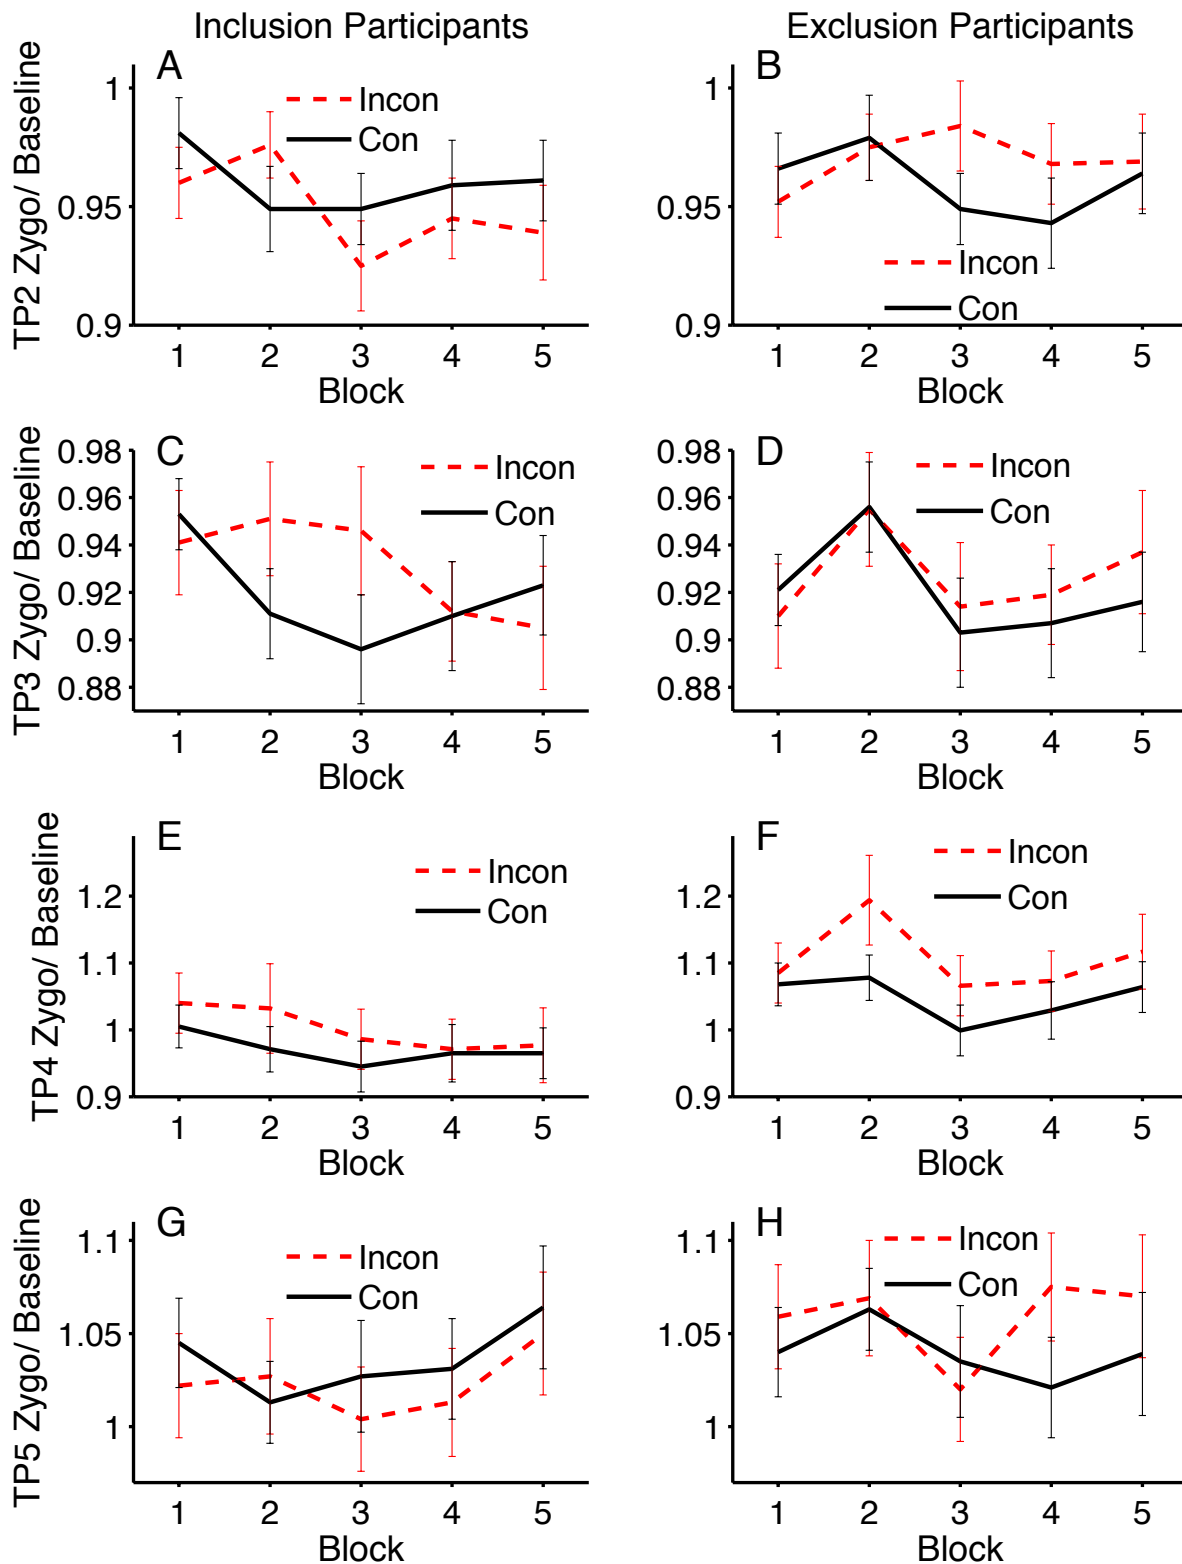 Inclusion Participants
Exclusion Participants
A
TP2 Zygo/ Baseline
1
0.95
0.9
Incon
Con
1 2 3 4 5
Block
B
1
0.95
0.9
Incon
Con
1 2 3 4 5
Block
C
TP3 Zygo/ Baseline
0.98
0.96
0.94
0.92
0.9
0.88
Incon
Con
1 2 3 4 5
Block
D
0.98
0.96
0.94
0.92
0.9
0.88
Incon
Con
1 2 3 4 5
Block
E
TP4 Zygo/ Baseline
1.2
1.1
1
0.9
Incon
Con
1 2 3 4 5
Block
F
1.2
1.1
1
0.9
Incon
Con
1 2 3 4 5
Block
G
TP5 Zygo/ Baseline
1.1
1.05
1
Incon
Con
1 2 3 4 5
Block
H
1.1
1.05
1
Incon
Con
1 2 3 4 5
Block